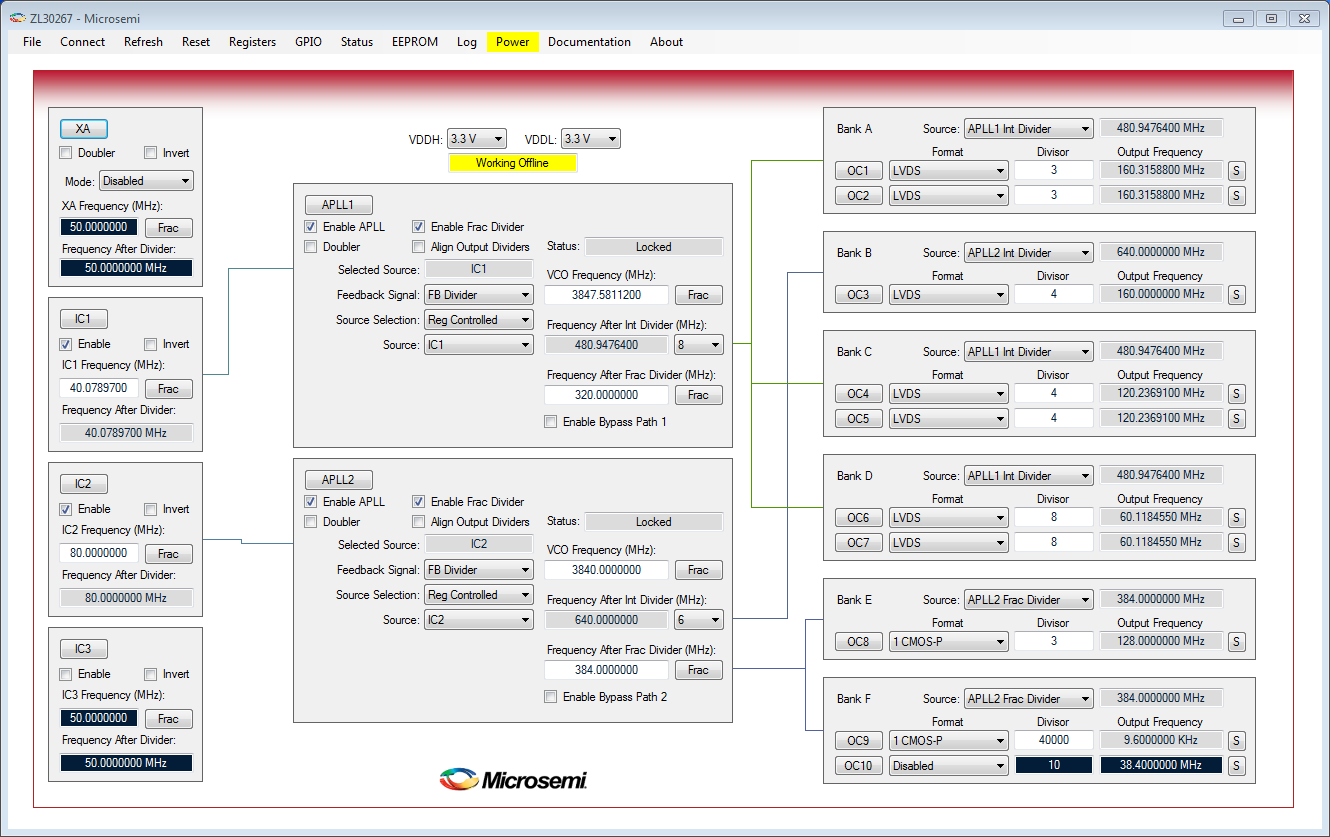 ZL30267 - Microsemi
File Connect Refresh Reset Registers GPIO Status EEPROM Log Power Documentation About
XA
Doubler Invert
Mode: Disabled
XA Frequency (MHz):
50.0000000 Frac
Frequency After Divider:
50.0000000 MHz
IC1
Enable Invert
IC1 Frequency (MHz):
40.0789700 Frac
Frequency After Divider:
40.0789700 MHz
IC2
Enable Invert
IC2 Frequency (MHz):
80.0000000 Frac
Frequency After Divider:
80.0000000 MHz
IC3
Enable Invert
IC3 Frequency (MHz):
50.0000000 Frac
Frequency After Divider:
50.0000000 MHz
VDDH: 3.3 V VDDL: 3.3 V
Working Offline
APLL1
Enable APLL Enable Frac Divider
Doubler Align Output Dividers Status: Locked
Selected Source: IC1 VCO Frequency (MHz):
Feedback Signal: FB Divider 3847.5811200 Frac
Source Selection: Reg Controlled Frequency After Int Divider (MHz):
Source: IC1 480.9476400 8
Frequency After Frac Divider (MHz):
320.0000000 Frac
Enable Bypass Path 1
APLL2
Enable APLL Enable Frac Divider
Doubler Align Output Dividers Status: Locked
Selected Source: IC2 VCO Frequency (MHz):
Feedback Signal: FB Divider 3840.0000000 Frac
Source Selection: Reg Controlled Frequency After Int Divider (MHz):
Source: IC2 640.0000000 6
Frequency After Frac Divider (MHz):
384.0000000 Frac
Enable Bypass Path 2
Microsemi.
Bank A Source: APLL1 Int Divider 480.9476400 MHz
Format Divisor Output Frequency
OC1 LVDS 3 160.3158800 MHz S
OC2 LVDS 3 160.3158800 MHz S
Bank B Source: APLL2 Int Divider 640.0000000 MHz
Format Divisor Output Frequency
OC3 LVDS 4 160.0000000 MHz S
Bank C Source: APLL1 Int Divider 480.9476400 MHz
Format Divisor Output Frequency
OC4 LVDS 4 120.2369100 MHz S
OC5 LVDS 4 120.2369100 MHz S
Bank D Source: APLL1 Int Divider 480.9476400 MHz
Format Divisor Output Frequency
OC6 LVDS 8 60.1184550 MHz S
OC7 LVDS 8 60.1184550 MHz S
Bank E Source: APLL2 Frac Divider 384.0000000 MHz
Format Divisor Output Frequency
OC8 1 CMOS-P 3 128.0000000 MHz S
Bank F Source: APLL2 Frac Divider 384.0000000 MHz
Format Divisor Output Frequency
OC9 1 CMOS-P 40000 9.6000000 KHz S
OC10 Disabled 10 38.4000000 MHz S